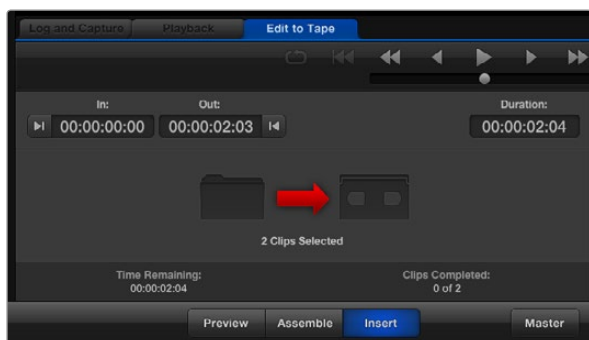 Log and Capture Playback Edit to Tape
In: Out: Duration:
00:00:00:00 00:00:02:03 00:00:02:04
2 Clips Selected
Time Remaining: Clips Completed:
00:00:02:04 0 of 2
Preview Assemble Insert Master